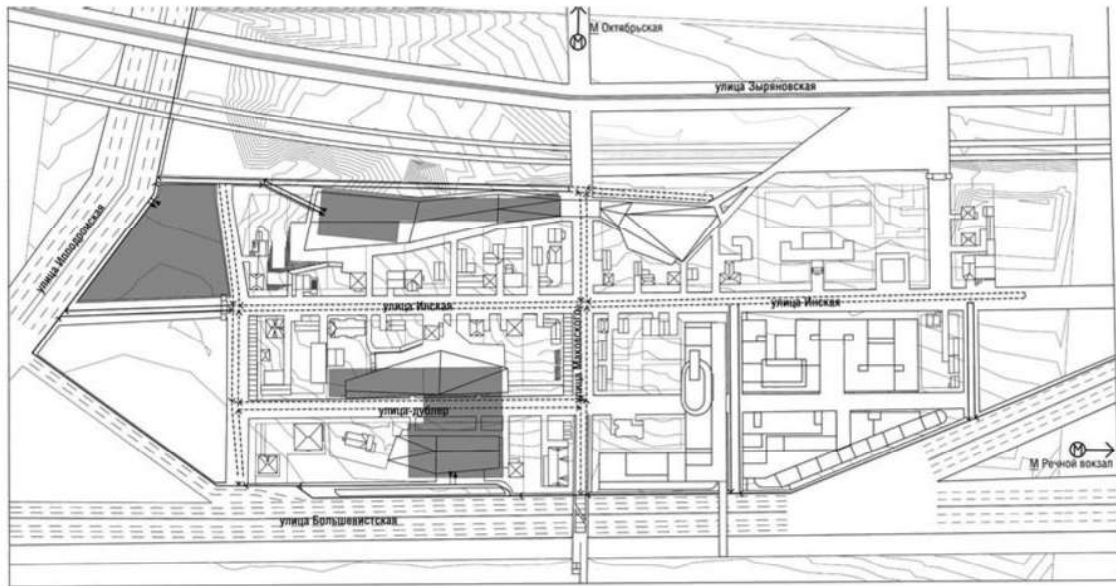 М Октябрьская
М
улица Зыряновская
улица Ипподромская
улица Инская
улица Инская
улица Маковского
улица-дублер
М
М Речной вокзал
улица Большевистская